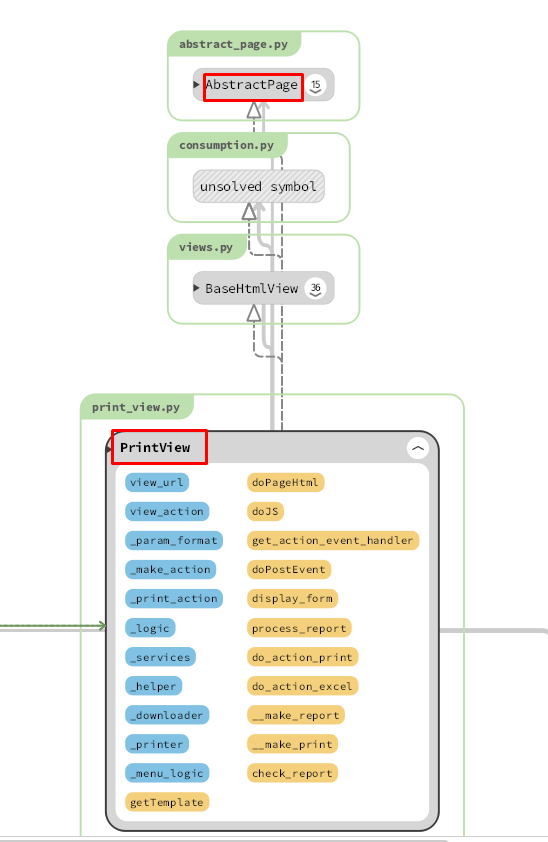 abstract_page.py
AbstractPage 15
consumption.py
unsolved symbol
views.py
BaseHtmlView 36
print_view.py
PrintView
view_url doPageHtml
view_action doJS
_param_format get_action_event_handler
_make_action doPostEvent
_print_action display_form
_logic process_report
_services do_action_print
_helper do_action_excel
_downloader __make_report
_printer __make_print
_menu_logic check_report
getTemplate